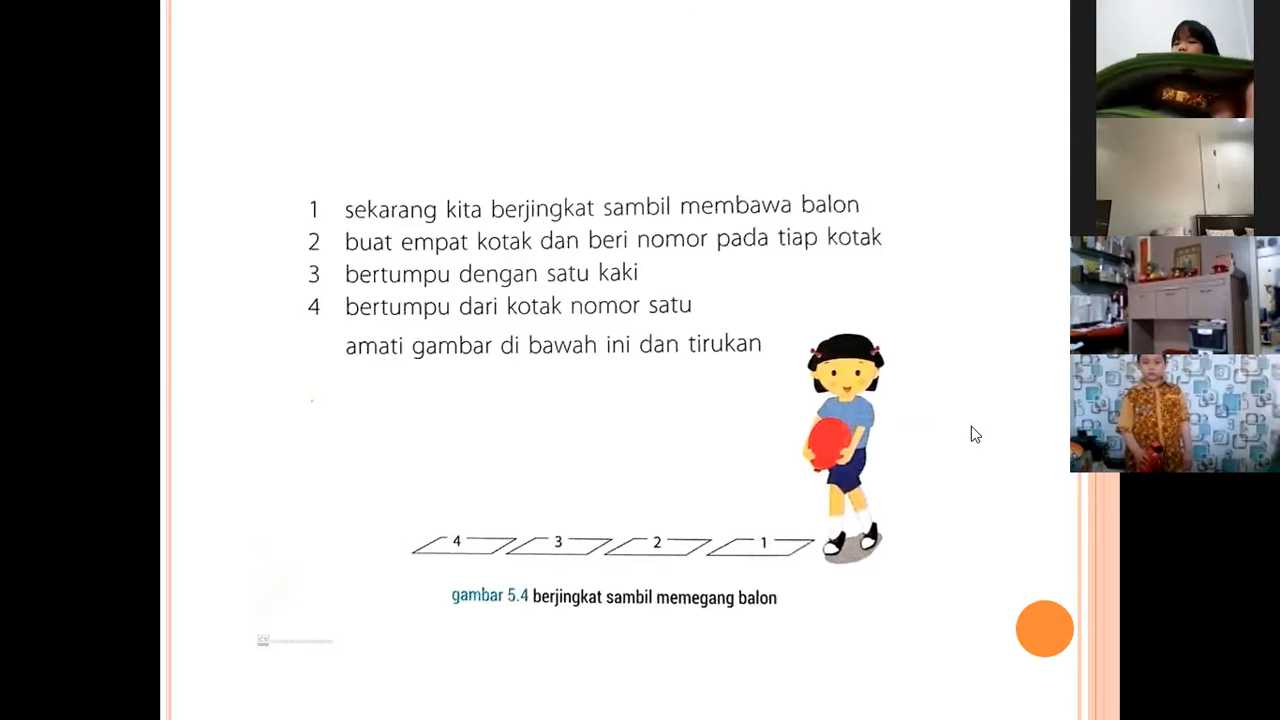 1 sekarang kita berjingkat sambil membawa balon
2 buat empat kotak dan beri nomor pada tiap kotak
3 bertumpu dengan satu kaki
4 bertumpu dari kotak nomor satu
amati gambar di bawah ini dan tirukan
4 3 2 1
gambar 5.4 berjingkat sambil memegang balon
CS